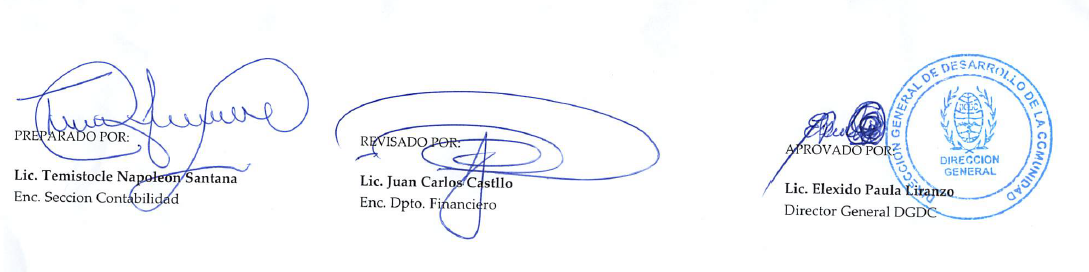 PREPARADO POR:
Lic. Temistocle Napoleon Santana
Enc. Seccion Contabilidad
REVISADO POR:
Lic. Juan Carlos Castllo
Enc. Dpto. Financiero
APROVADO POR:
Lic. Elexido Paula Liranzo
Director General DGDC
DIRECCION GENERAL DE DESARROLLO DE LA COMUNIDAD
DIRECCION
GENERAL